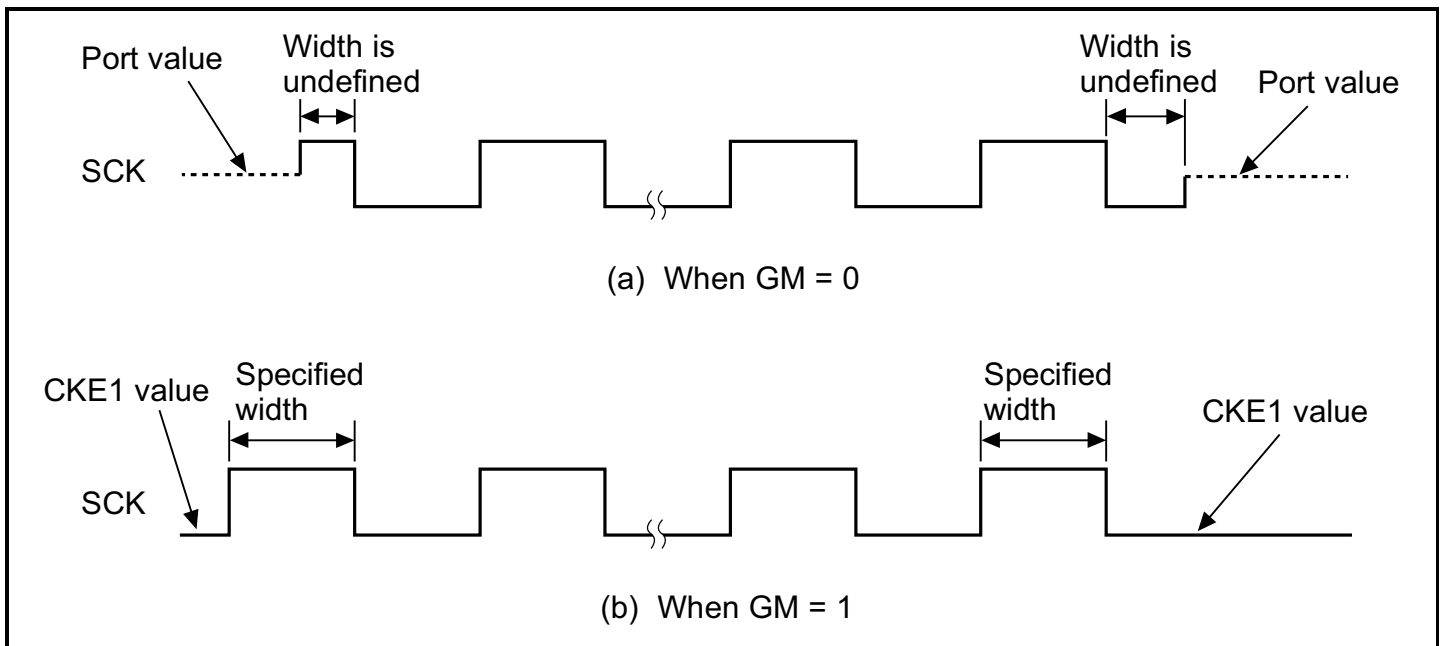 Port value
Width is
undefined
Width is
undefined
Port value
SCK
(a) When GM = 0
CKE1 value
Specified
width
Specified
width
CKE1 value
SCK
(b) When GM = 1